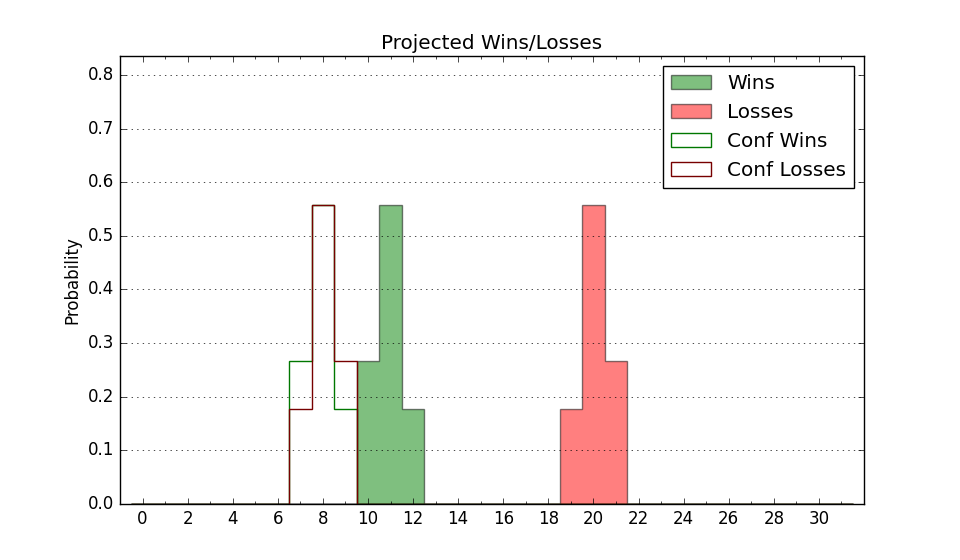 Projected Wins/Losses
Wins
Losses
Conf Wins
Conf Losses
Probability
0.8
0.7
0.6
0.5
0.4
0.3
0.2
0.1
0.0
0 2 4 6 8 10 12 14 16 18 20 22 24 26 28 30